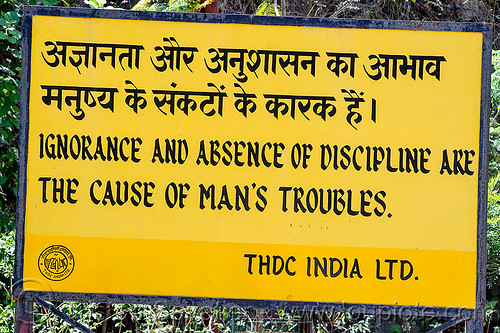 अज्ञानता और अनुशासन का आभाव
मनुष्य के संकटों के कारक हैं।
IGNORANCE AND ABSENCE OF DISCIPLINE ARE
THE CAUSE OF MAN'S TROUBLES.
THDC INDIA LTD.